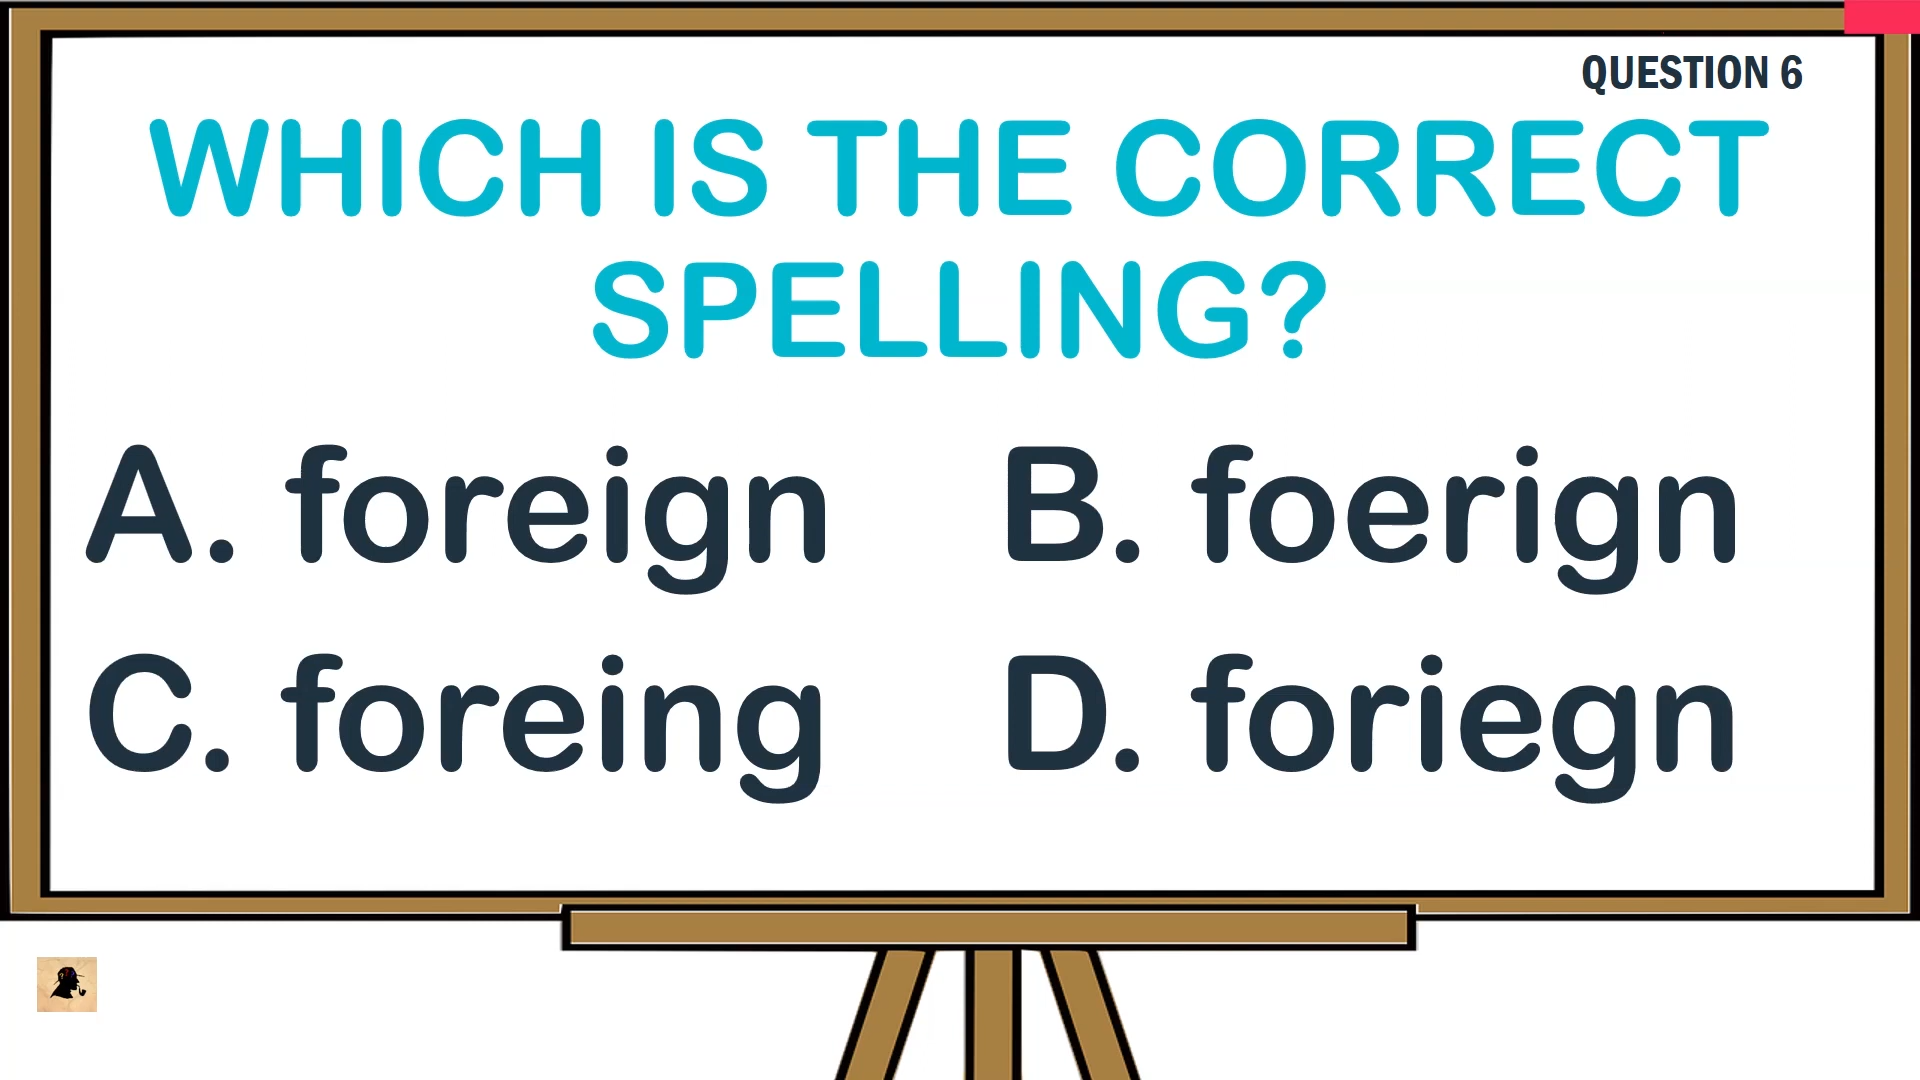 QUESTION 6
WHICH IS THE CORRECT
SPELLING?
A. foreign
B. foerign
C. foreing
D. foriegn